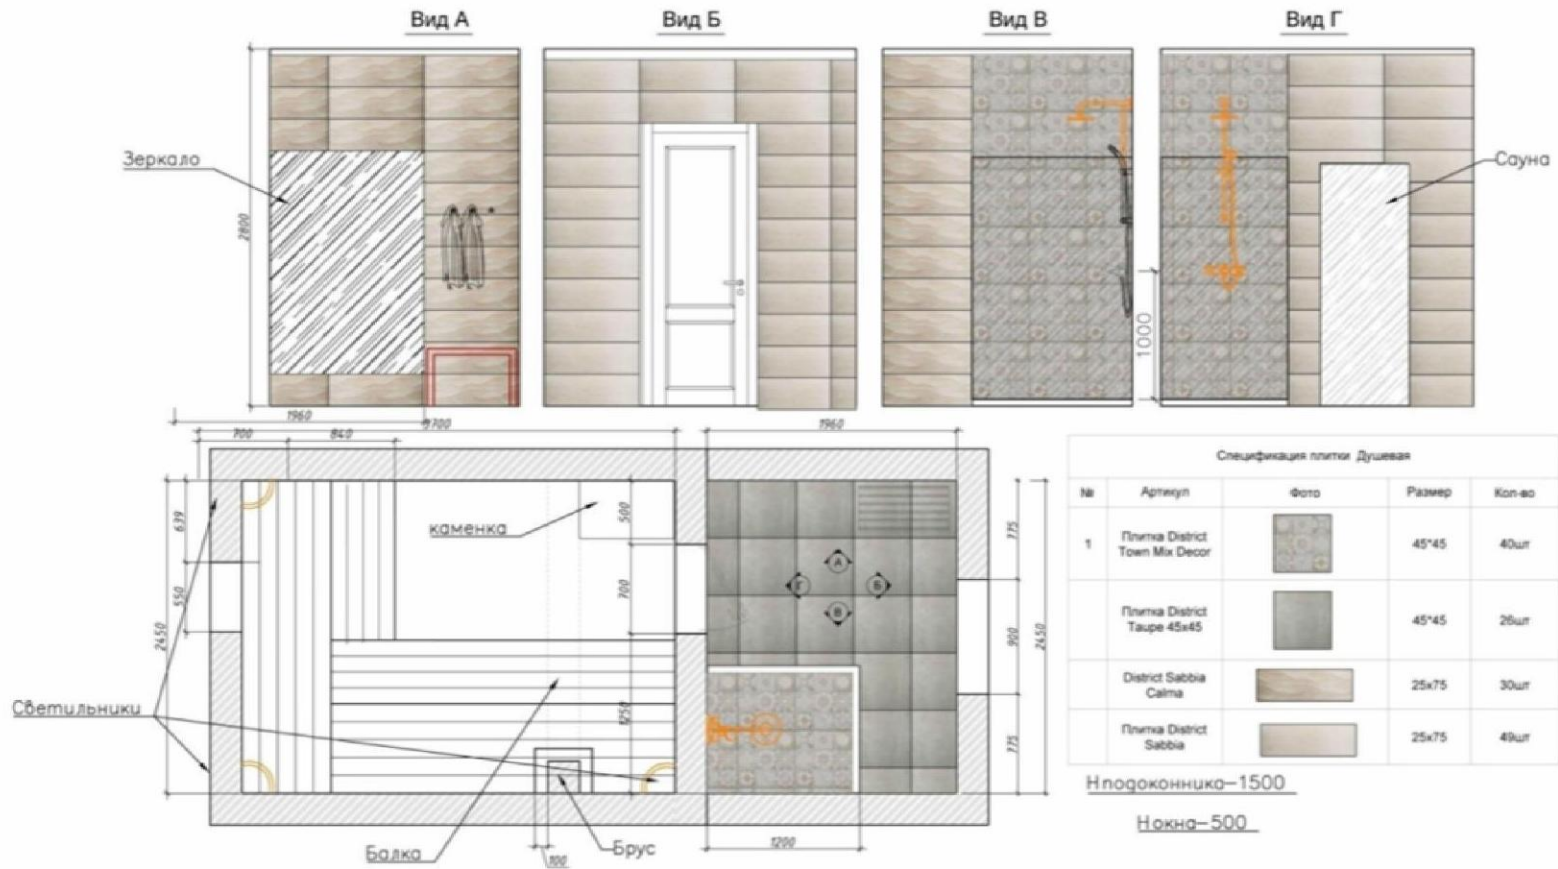 Вид А
Вид Б
Вид В
Вид Г
Зеркало
Сауна
2800
1000
1960
3700
700
840
1960
639
550
2450
каменка
500
700
1250
А
Г
Б
В
775
900
775
2450
Светильники
Балка
100
Брус
1200
Спецификация плитки Душевая
№ Артикул Фото Размер Кол-во
1 Плитка District Town Mix Decor 45*45 40шт
Плитка District Taupe 45x45 45*45 26шт
District Sabbia Calma 25x75 30шт
Плитка District Sabbia 25x75 49шт
Нподоконника-1500
Нокна-500